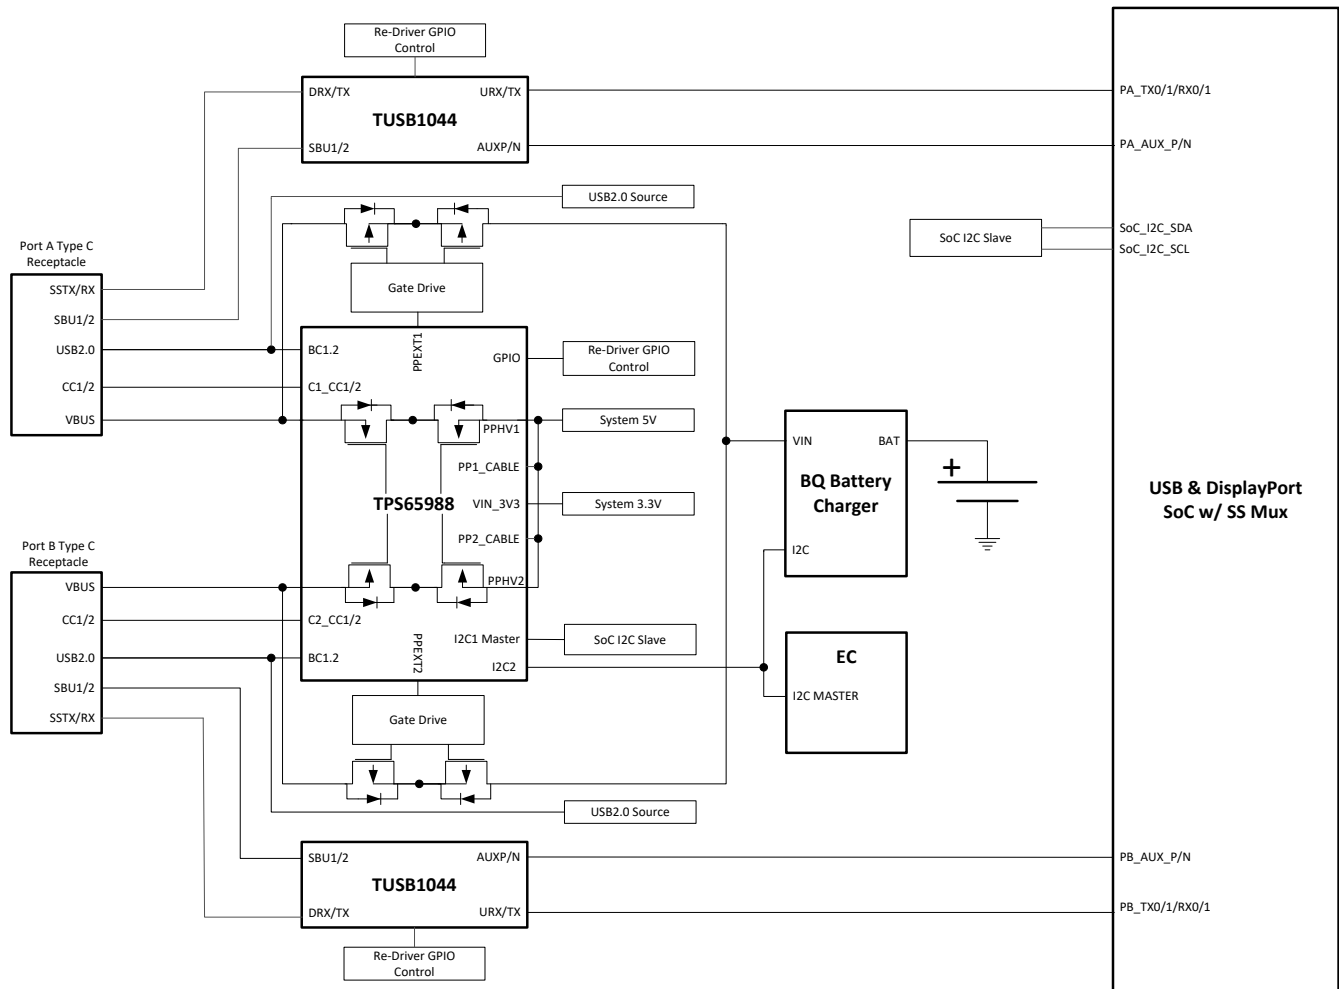 Re-Driver GPIO
Control
DRX/TX
URX/TX
TUSB1044
SBU1/2
AUXP/N
PA_TX0/1/RX0/1
PA_AUX_P/N
USB2.0 Source
SoC I2C Slave
SoC_I2C_SDA
SoC_I2C_SCL
Port A Type C
Receptacle
SSTX/RX
SBU1/2
USB2.0
CC1/2
VBUS
Gate Drive
PPEXT1
BC1.2
GPIO
Re-Driver GPIO
Control
C1_CC1/2
PPHV1
System 5V
PP1_CABLE
TPS65988
VIN_3V3
System 3.3V
PP2_CABLE
PPHV2
C2_CC1/2
PPEXT2
I2C1 Master
SoC I2C Slave
BC1.2
I2C2
VIN
BAT
BQ Battery
Charger
I2C
+
EC
I2C MASTER
USB & DisplayPort
SoC w/ SS Mux
Port B Type C
Receptacle
VBUS
CC1/2
USB2.0
SBU1/2
SSTX/RX
Gate Drive
USB2.0 Source
SBU1/2
AUXP/N
TUSB1044
DRX/TX
URX/TX
PB_AUX_P/N
PB_TX0/1/RX0/1
Re-Driver GPIO
Control